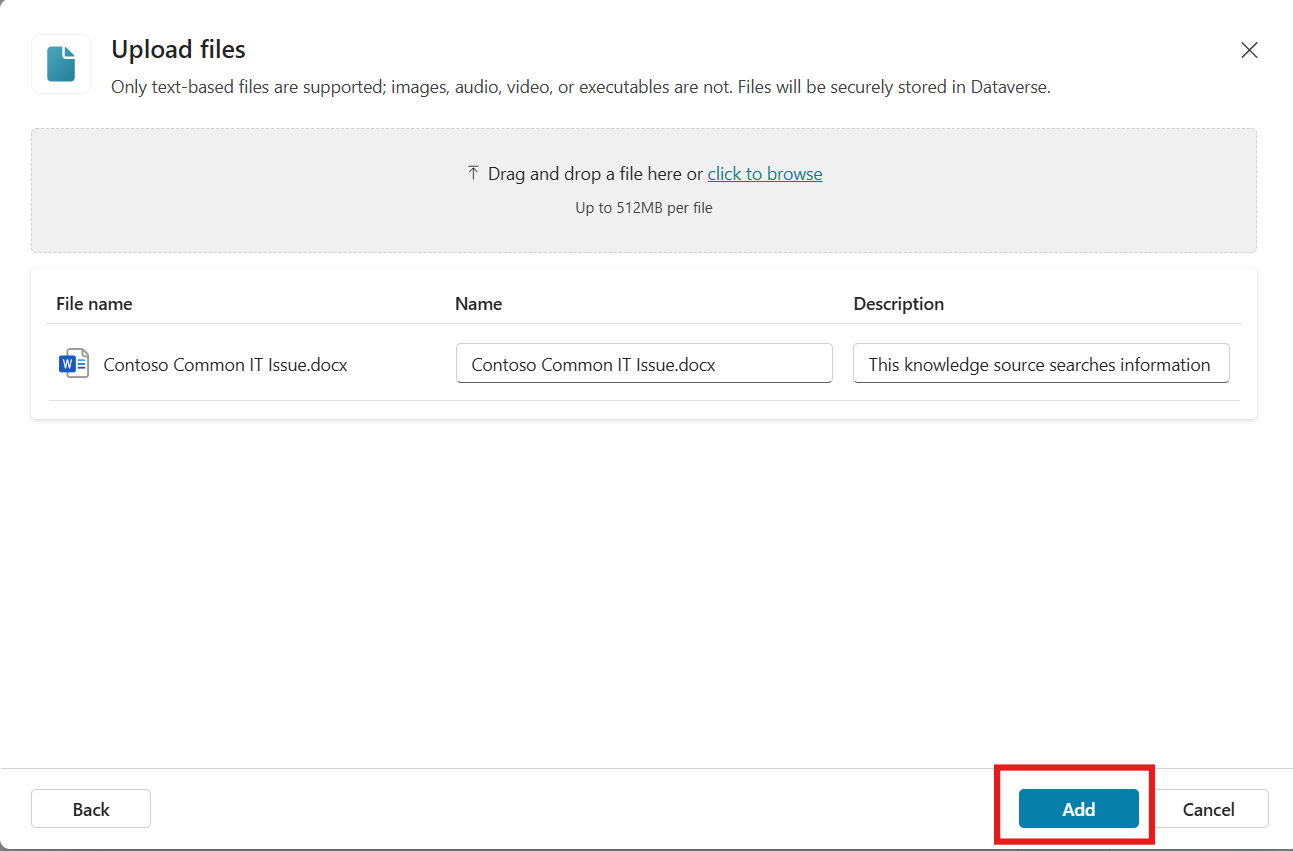 Upload files
Only text-based files are supported; images, audio, video, or executables are not. Files will be securely stored in Dataverse.
Drag and drop a file here or click to browse
Up to 512MB per file
File name Name Description
W Contoso Common IT Issue.docx Contoso Common IT Issue.docx This knowledge source searches information
Back Add Cancel